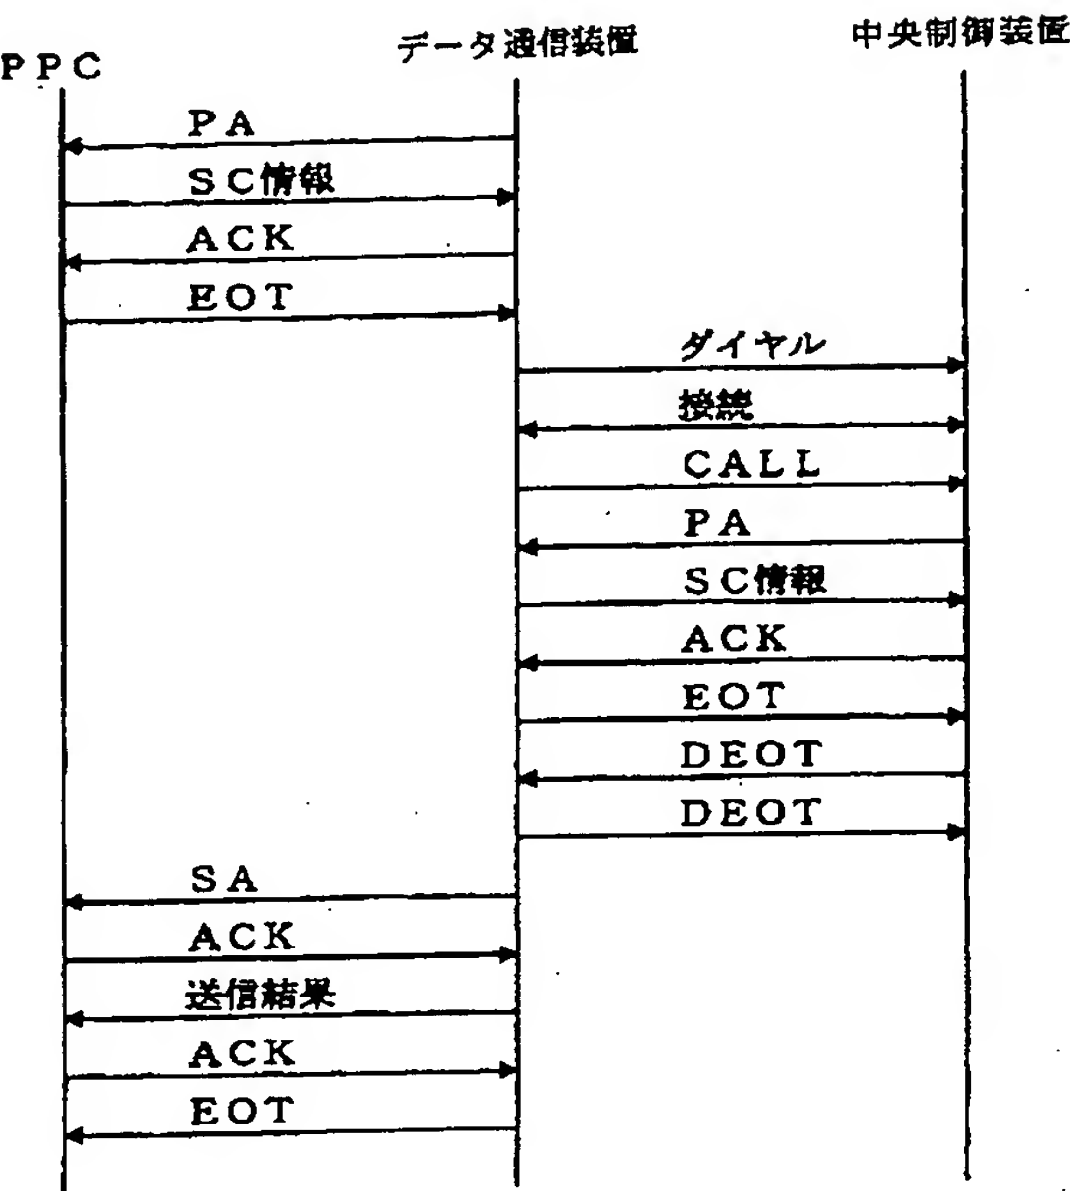 PPC
データ通信装置
中央制御装置
PA
SC情報
ACK
EOT
ダイヤル
接続
CALL
PA
SC情報
ACK
EOT
DEOT
DEOT
SA
ACK
送信結果
ACK
EOT